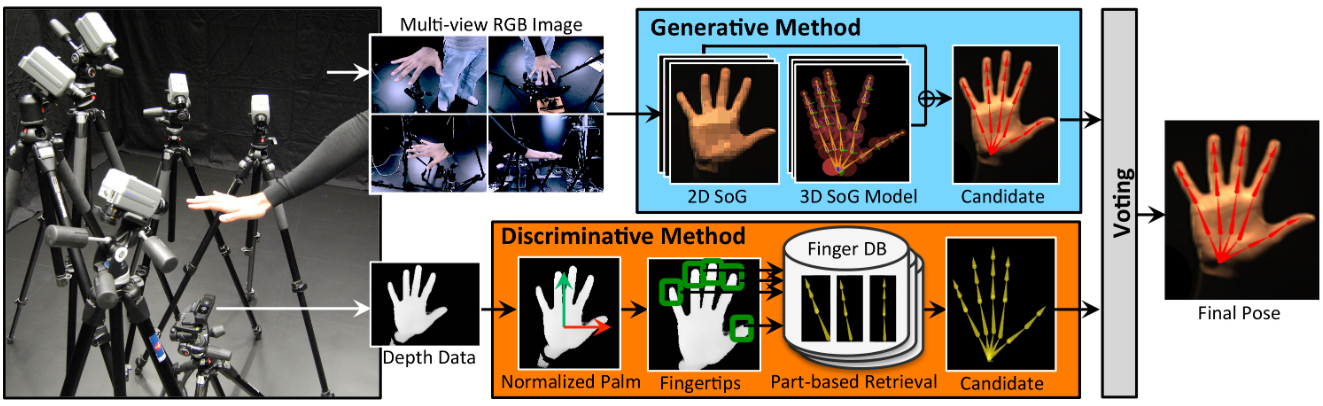 Multi-view RGB Image
Generative Method
2D SoG
3D SoG Model
Candidate
Depth Data
Discriminative Method
Normalized Palm
Fingertips
Finger DB
Part-based Retrieval
Candidate
Voting
Final Pose